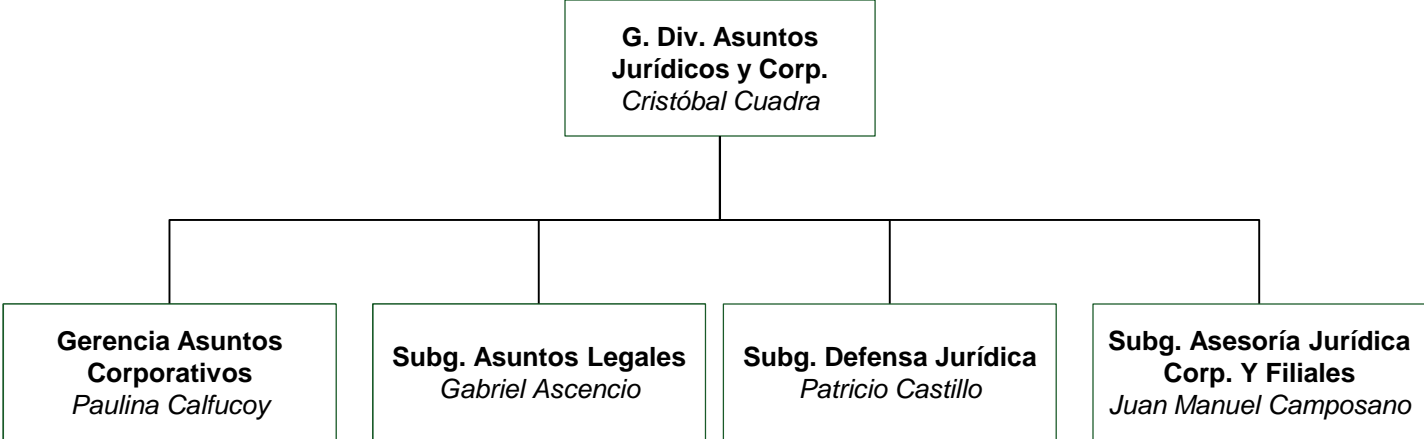 G. Div. Asuntos
Jurídicos y Corp.
Cristóbal Cuadra
Gerencia Asuntos
Corporativos
Paulina Calfucoy
Subg. Asuntos Legales
Gabriel Ascencio
Subg. Defensa Jurídica
Patricio Castillo
Subg. Asesoría Jurídica
Corp. Y Filiales
Juan Manuel Camposano